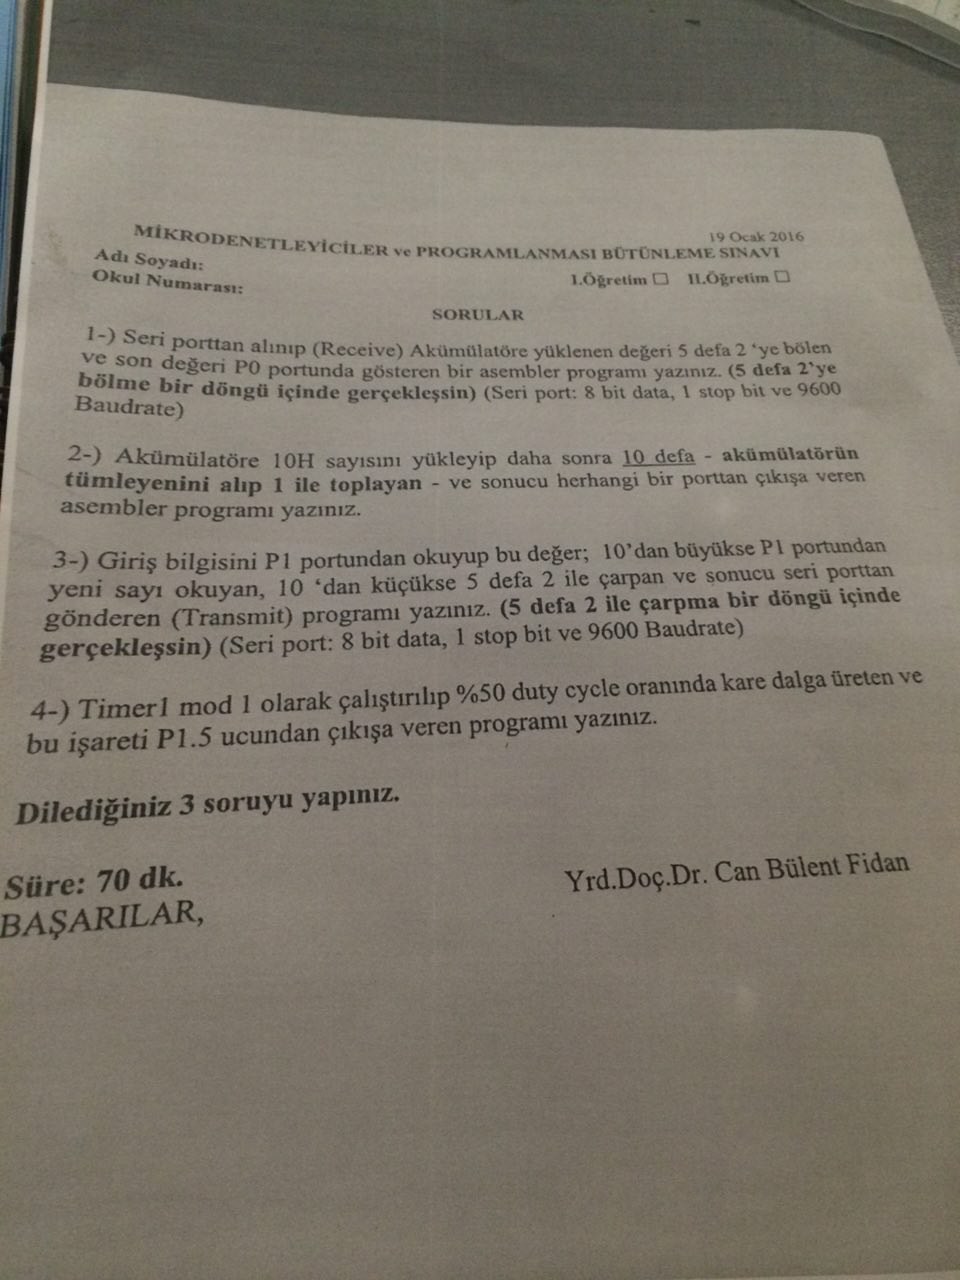 19 Ocak 2016
MİKRODENETLEYİCİLER ve PROGRAMLANMASI BÜTÜNLEME SINAVI
Adı Soyadı:
Okul Numarası:
I.Öğretim ☐ II.Öğretim ☐
SORULAR
1-) Seri porttan alınıp (Receive) Akümülatöre yüklenen değeri 5 defa 2 'ye bölen
ve son değeri P0 portunda gösteren bir asembler programı yazınız. (5 defa 2'ye
bölme bir döngü içinde gerçekleşsin) (Seri port: 8 bit data, 1 stop bit ve 9600
Baudrate)
2-) Akümülatöre 10H sayısını yükleyip daha sonra 10 defa - akümülatörün
tümleyenini alıp 1 ile toplayan - ve sonucu herhangi bir porttan çıkışa veren
asembler programı yazınız.
3-) Giriş bilgisini P1 portundan okuyup bu değer; 10'dan büyükse P1 portundan
yeni sayı okuyan, 10 'dan küçükse 5 defa 2 ile çarpan ve sonucu seri porttan
gönderen (Transmit) programı yazınız. (5 defa 2 ile çarpma bir döngü içinde
gerçekleşsin) (Seri port: 8 bit data, 1 stop bit ve 9600 Baudrate)
4-) Timer1 mod 1 olarak çalıştırılıp %50 duty cycle oranında kare dalga üreten ve
bu işareti P1.5 ucundan çıkışa veren programı yazınız.
Dilediğiniz 3 soruyu yapınız.
Süre: 70 dk.
BAŞARILAR,
Yrd.Doç.Dr. Can Bülent Fidan